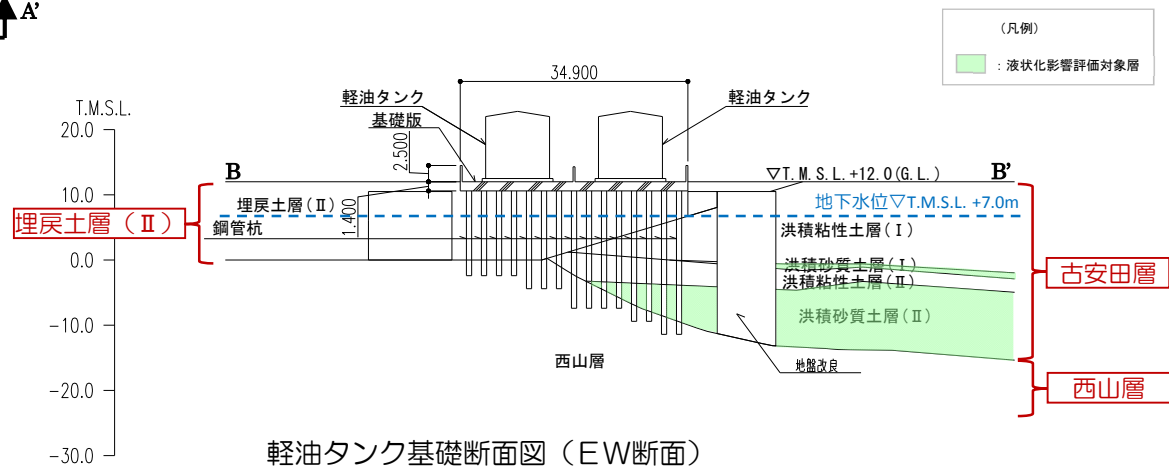 A'
(凡例)
：液状化影響評価対象層
34.900
T.M.S.L.
軽油タンク
軽油タンク
基礎版
20.0
2.500
B
▽T.M.S.L.+12.0(G.L.)
B'
10.0
埋戻土層(Ⅱ)
1.400
地下水位▽T.M.S.L. +7.0m
埋戻土層（Ⅱ）
鋼管杭
洪積粘性土層(Ⅰ)
0.0
洪積砂質土層(Ⅰ)
古安田層
洪積粘性土層(Ⅱ)
洪積砂質土層(Ⅱ)
-10.0
西山層
地盤改良
西山層
-20.0
軽油タンク基礎断面図（EW断面）
-30.0